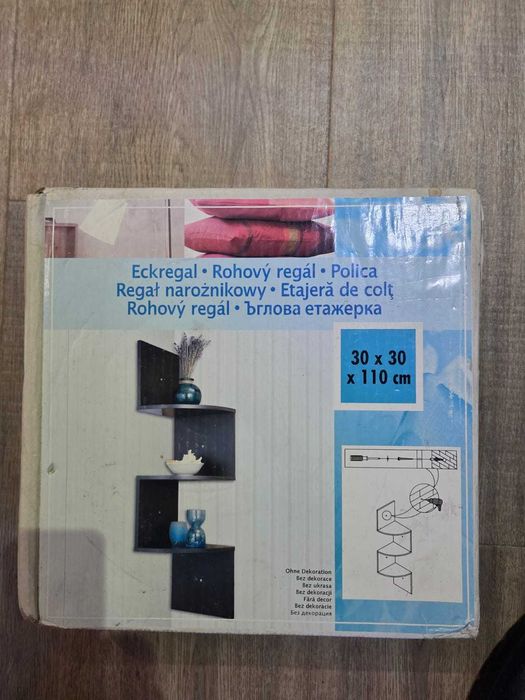 Eckregal • Rohový regál • Polica
Regał narożnikowy • Etajeră de colţ
Rohový regál • Ъглова етажерка
30 x 30
x 110 cm
Ohne Dekoration
Bez dekorace
Bez ukrasa
Bez dekoracji
Fără decor
Bez dekorácie
Без декорация